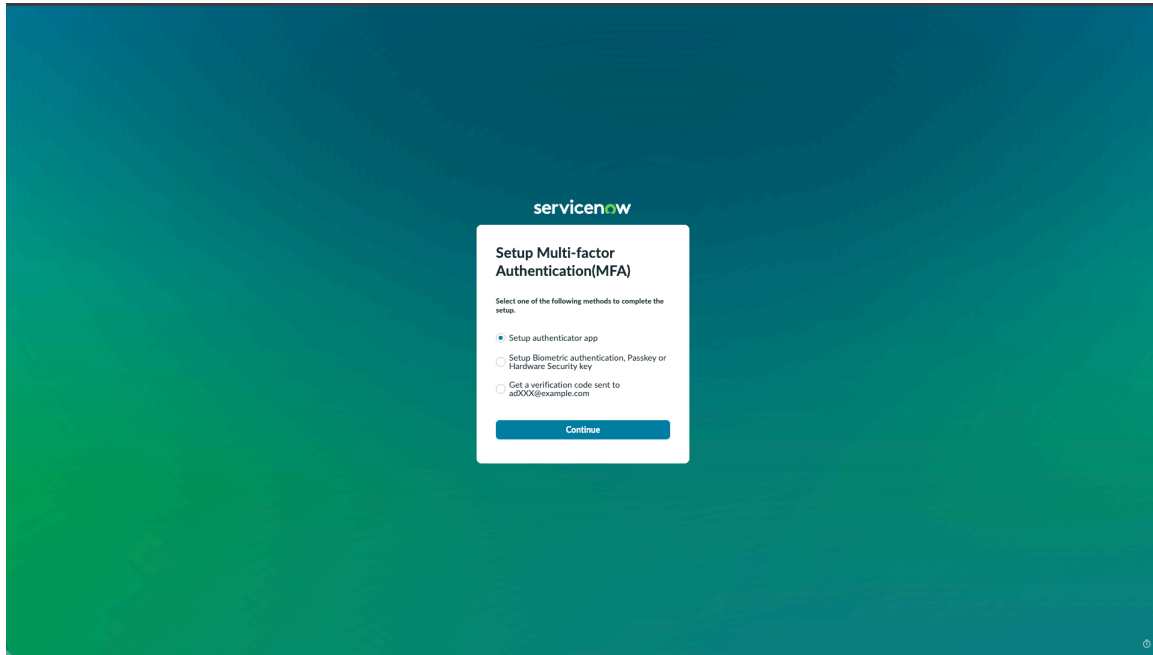 servicenow
Setup Multi-factor
Authentication(MFA)
Select one of the following methods to complete the
setup.
Setup authenticator app
Setup Biometric authentication, Passkey or
Hardware Security key
Get a verification code sent to
adXXX@example.com
Continue